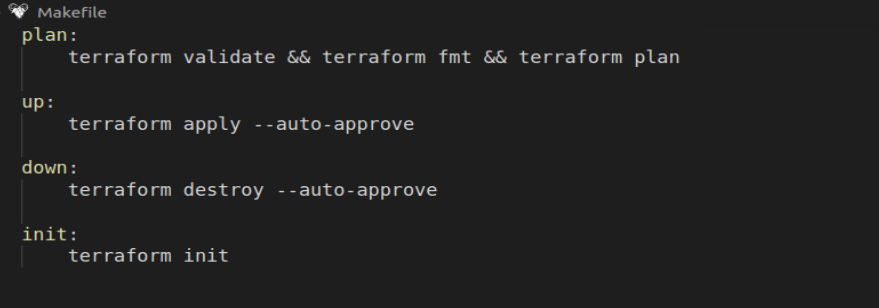 Makefile
plan:
    terraform validate && terraform fmt && terraform plan
up:
    terraform apply --auto-approve
down:
    terraform destroy --auto-approve
init:
    terraform init